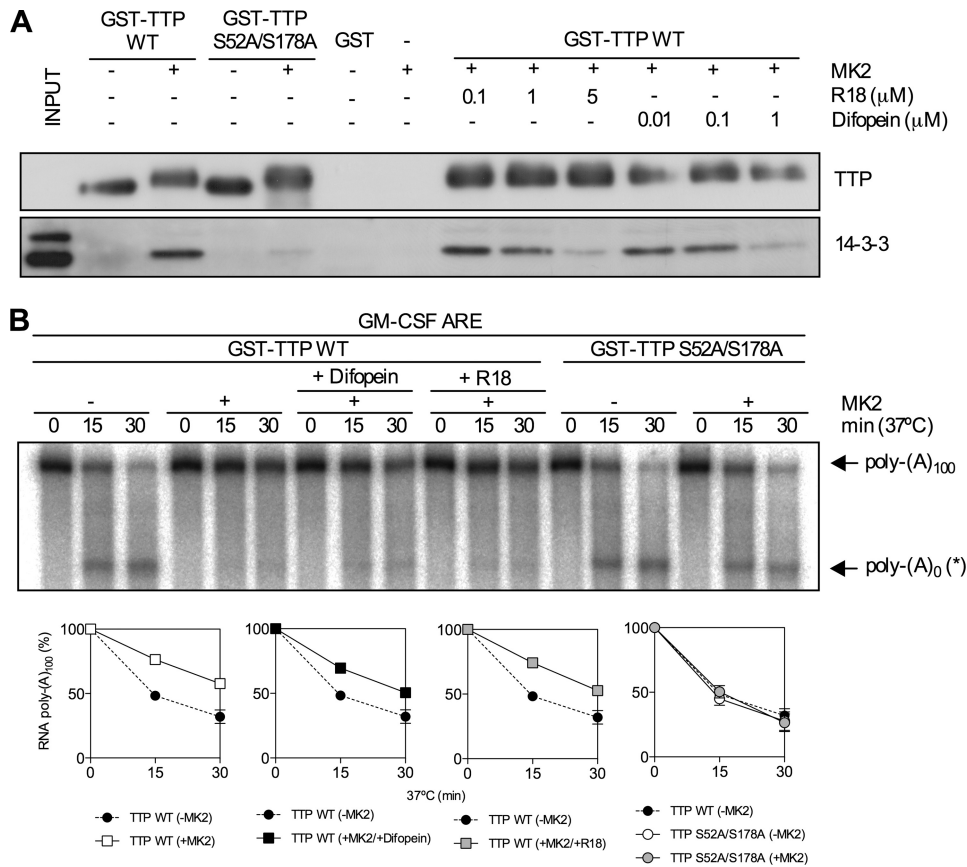 A
GST-TTP WT
GST-TTP S52A/S178A
GST
-
GST-TTP WT
INPUT
- + - + - + + + + + + + MK2
- - - - - - 0.1 1 5 - - - R18 (μM)
- - - - - - - - - 0.01 0.1 1 Difopein (μM)
TTP
14-3-3
B
GM-CSF ARE
GST-TTP WT
GST-TTP S52A/S178A
+ Difopein
+ R18
- + + + - + MK2
0 15 30 0 15 30 0 15 30 0 15 30 0 15 30 0 15 30 min (37ºC)
poly-(A)100
poly-(A)0 (*)
RNA poly-(A)100 (%)
100
50
0
0 15 30
100
50
0
0 15 30
100
50
0
0 15 30
100
50
0
0 15 30
37ºC (min)
TTP WT (-MK2)
TTP WT (+MK2)
TTP WT (-MK2)
TTP WT (+MK2/+Difopein)
TTP WT (-MK2)
TTP WT (+MK2/+R18)
TTP WT (-MK2)
TTP S52A/S178A (-MK2)
TTP S52A/S178A (+MK2)